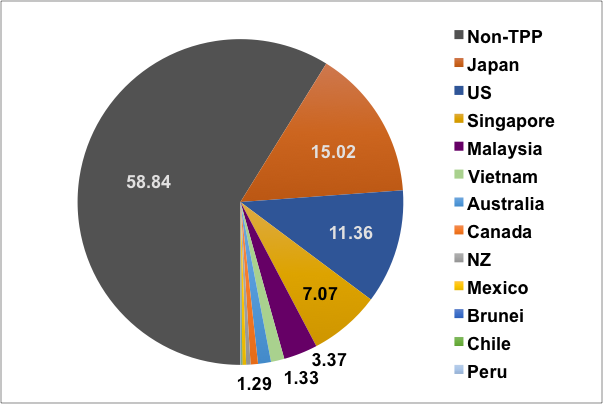 Non-TPP
Japan
US
Singapore
Malaysia
Vietnam
Australia
Canada
NZ
Mexico
Brunei
Chile
Peru
58.84
15.02
11.36
7.07
3.37
1.33
1.29